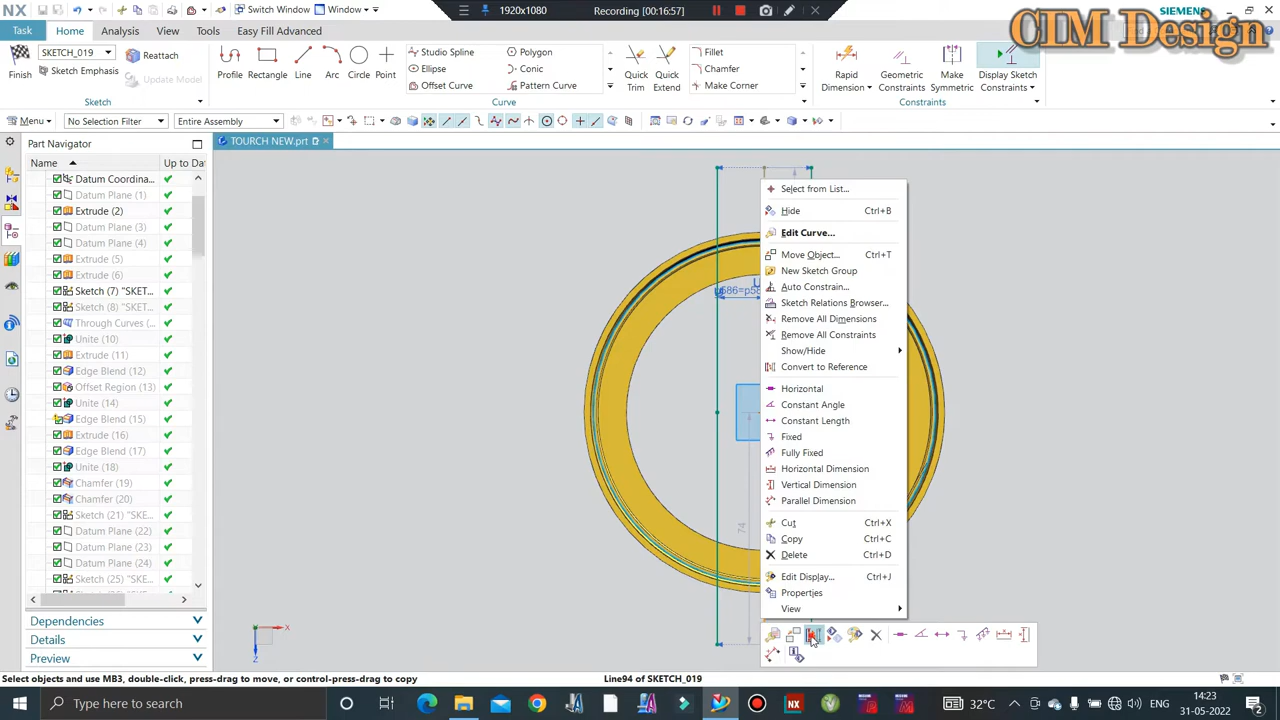 NX Switch Window Window 1920x1080 Recording [00:16:57] SIEMENS
CIM Design
Task Home Analysis View Tools Easy Fill Advanced
SKETCH_019 Reattach
Finish Sketch Emphasis Update Model
Profile Rectangle Line Arc Circle Point
Studio Spline Polygon
Ellipse Conic
Offset Curve Pattern Curve
Quick Trim Quick Extend
Fillet
Chamfer
Make Corner
Rapid Dimension Geometric Constraints Make Symmetric Display Sketch Constraints
Sketch Curve Constraints
Menu No Selection Filter Entire Assembly
Part Navigator TOURCH NEW.prt
Name Up to Da
Datum Coordina...
Datum Plane (1)
Extrude (2)
Datum Plane (3)
Datum Plane (4)
Extrude (5)
Extrude (6)
Sketch (7) "SKET...
Sketch (8) "SKET...
Through Curves (...
Unite (10)
Extrude (11)
Edge Blend (12)
Offset Region (13)
Unite (14)
Edge Blend (15)
Extrude (16)
Edge Blend (17)
Unite (18)
Chamfer (19)
Chamfer (20)
Sketch (21) "SKE...
Datum Plane (22)
Datum Plane (23)
Datum Plane (24)
Sketch (25) "SKE...
Dependencies
Details
Preview
74
X
Z
Select from List...
Hide Ctrl+B
Edit Curve...
Move Object... Ctrl+T
New Sketch Group
Auto Constrain...
Sketch Relations Browser...
Remove All Dimensions
Remove All Constraints
Show/Hide
Convert to Reference
Horizontal
Constant Angle
Constant Length
Fixed
Fully Fixed
Horizontal Dimension
Vertical Dimension
Parallel Dimension
Cut Ctrl+X
Copy Ctrl+C
Delete Ctrl+D
Edit Display... Ctrl+J
Properties
View
Select objects and use MB3, double-click, press-drag to move, or control-press-drag to copy Line94 of SKETCH_019
Type here to search 32°C ENG 14:23
31-05-2022